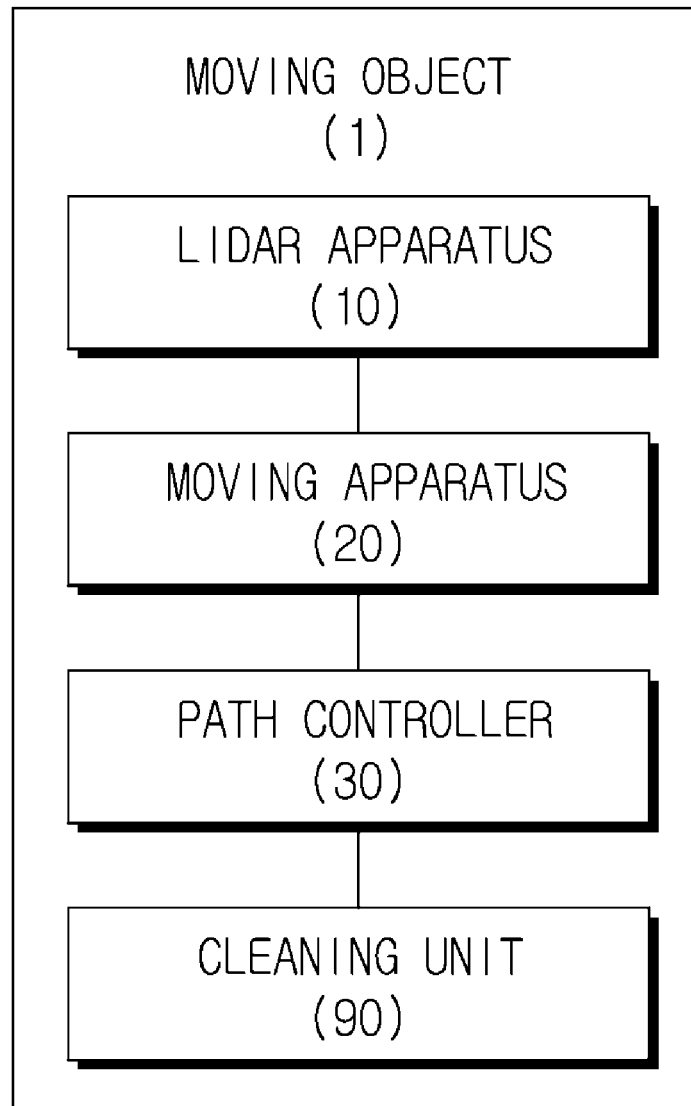 MOVING OBJECT
(1)
LIDAR APPARATUS
(10)
MOVING APPARATUS
(20)
PATH CONTROLLER
(30)
CLEANING UNIT
(90)